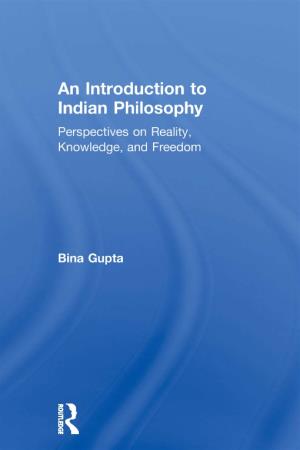 An Introduction to
Indian Philosophy
Perspectives on Reality,
Knowledge, and Freedom
Bina Gupta
ROUTLEDGE